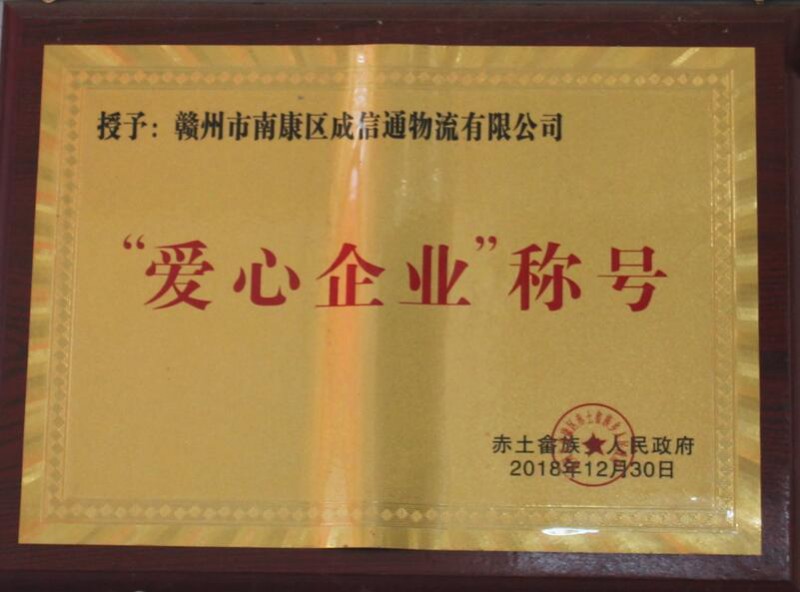 授予：赣州市南康区成信通物流有限公司
“爱心企业”称号
赤土畲族乡人民政府
2018年12月30日